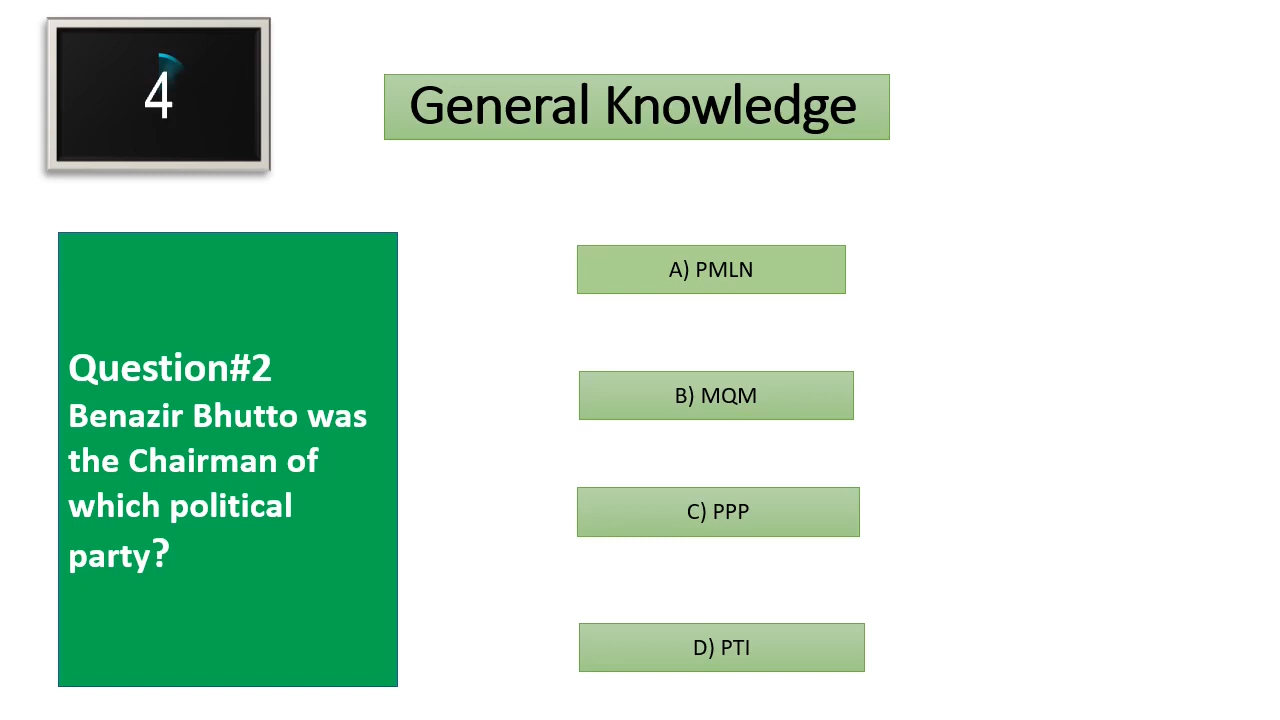 4
General Knowledge
Question#2
Benazir Bhutto was
the Chairman of
which political
party?
A) PMLN
B) MQM
C) PPP
D) PTI